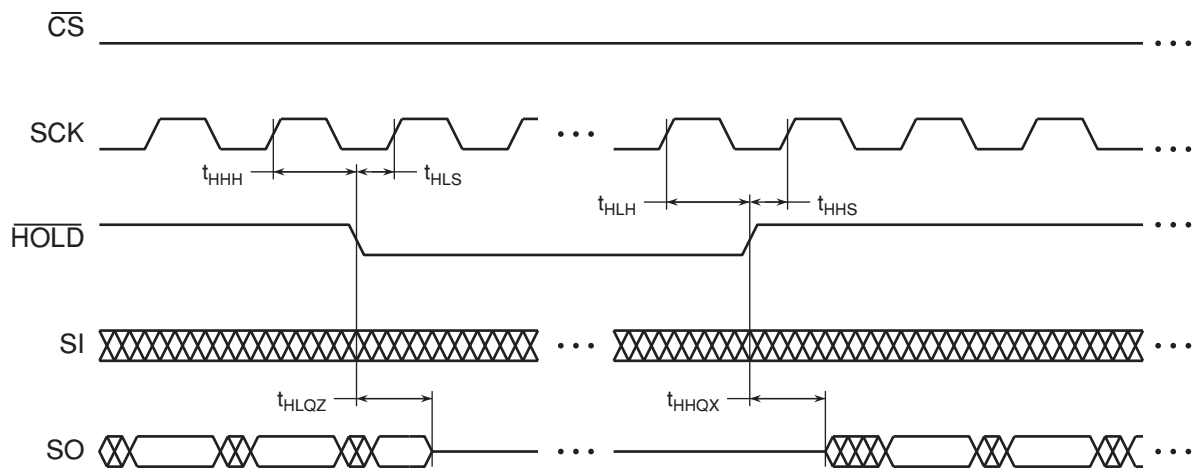 CS
SCK
tHHH
tHLS
tHLH
tHHS
HOLD
SI
tHLQZ
tHHQX
SO